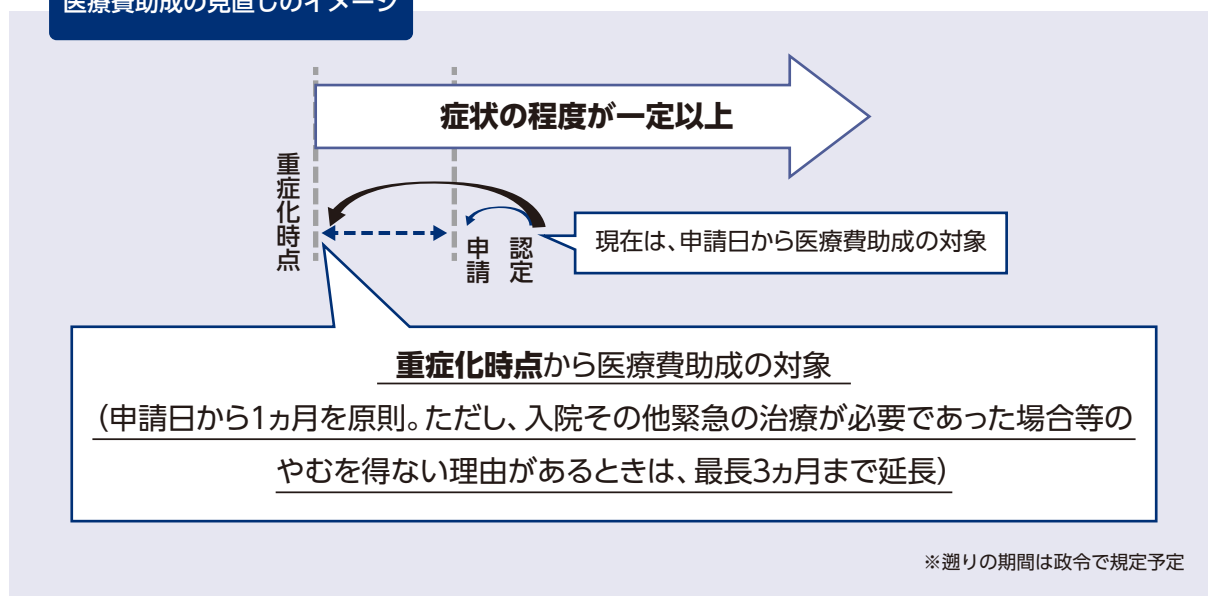 医療費助成の見直しのイメージ
症状の程度が一定以上
重症化時点
申請
認定
現在は、申請日から医療費助成の対象
重症化時点から医療費助成の対象
（申請日から1ヵ月を原則。ただし、入院その他緊急の治療が必要であった場合等の
やむを得ない理由があるときは、最長3ヵ月まで延長）
※遡りの期間は政令で規定予定